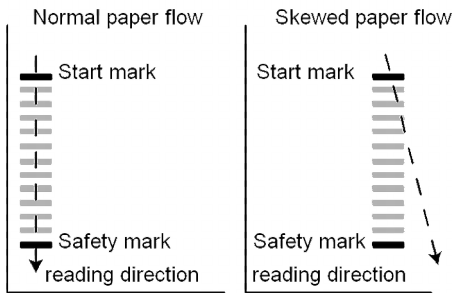 Normal paper flow
Start mark
Safety mark
reading direction
Skewed paper flow
Start mark
Safety mark
reading direction